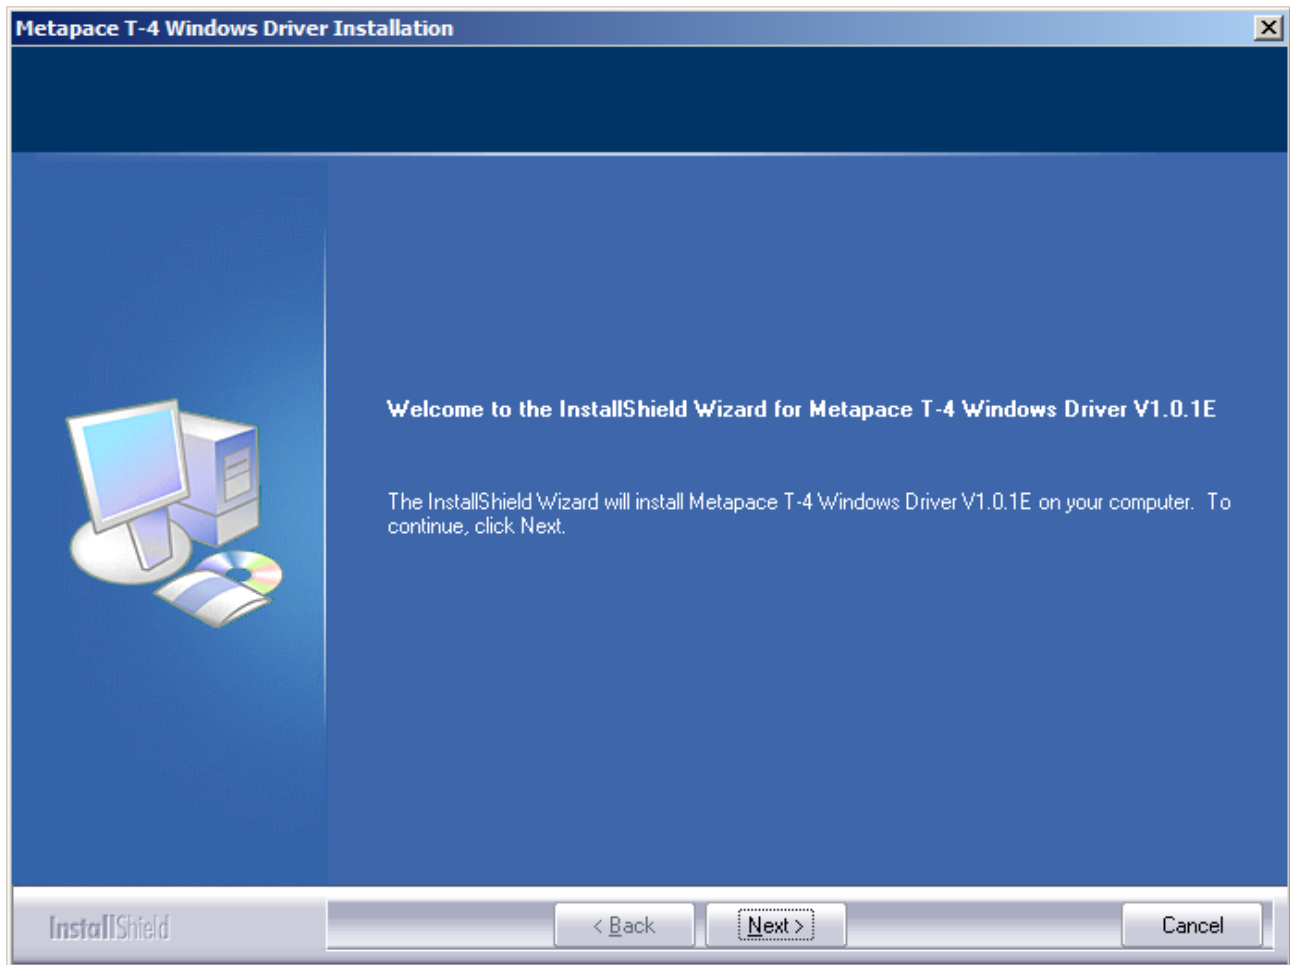 Metapace T-4 Windows Driver Installation
Welcome to the InstallShield Wizard for Metapace T-4 Windows Driver V1.0.1E
The InstallShield Wizard will install Metapace T-4 Windows Driver V1.0.1E on your computer.  To
continue, click Next.
InstallShield
< Back
Next >
Cancel